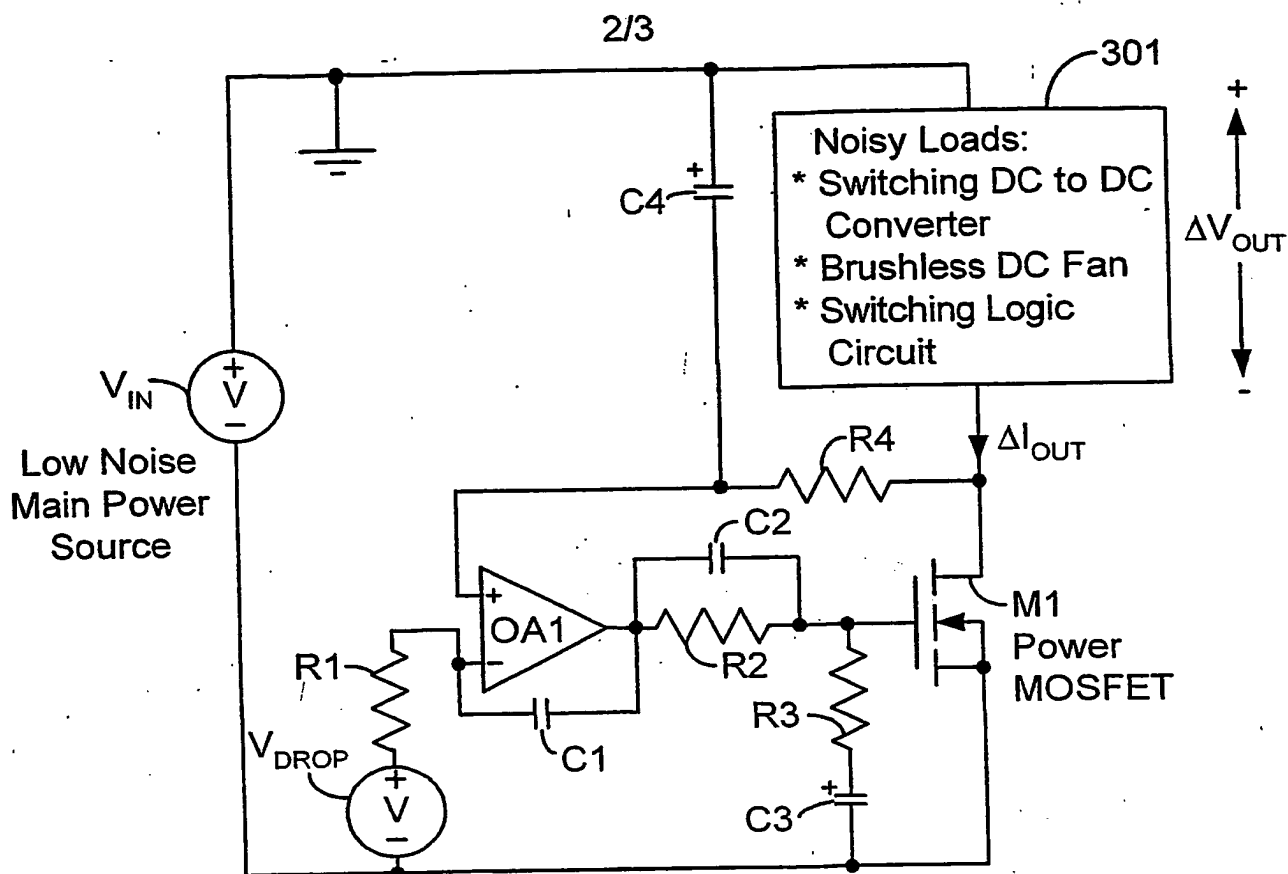 2/3
301
Noisy Loads:
* Switching DC to DC
Converter
* Brushless DC Fan
* Switching Logic
Circuit
+
ΔV_OUT
-
+
C4
V_IN
+
V
-
Low Noise
Main Power
Source
R4
ΔI_OUT
C2
+
OA1
-
R2
M1
Power
MOSFET
R1
C1
R3
V_DROP
+
V
-
+
C3